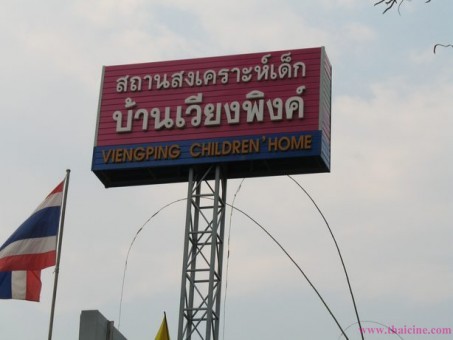 สถานสงเคราะห์เด็ก
บ้านเวียงพิงค์
VIENGPING CHILDREN' HOME
www.thaicine.com